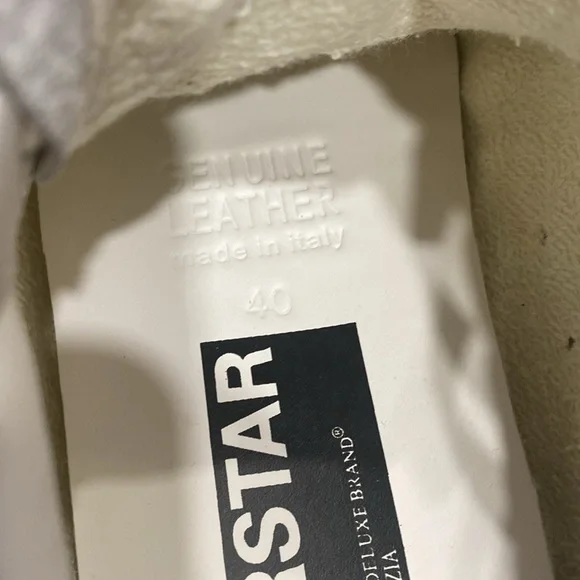 GENUINE
LEATHER
made in italy
40
RSTAR
DELUXE BRAND®
ZIA